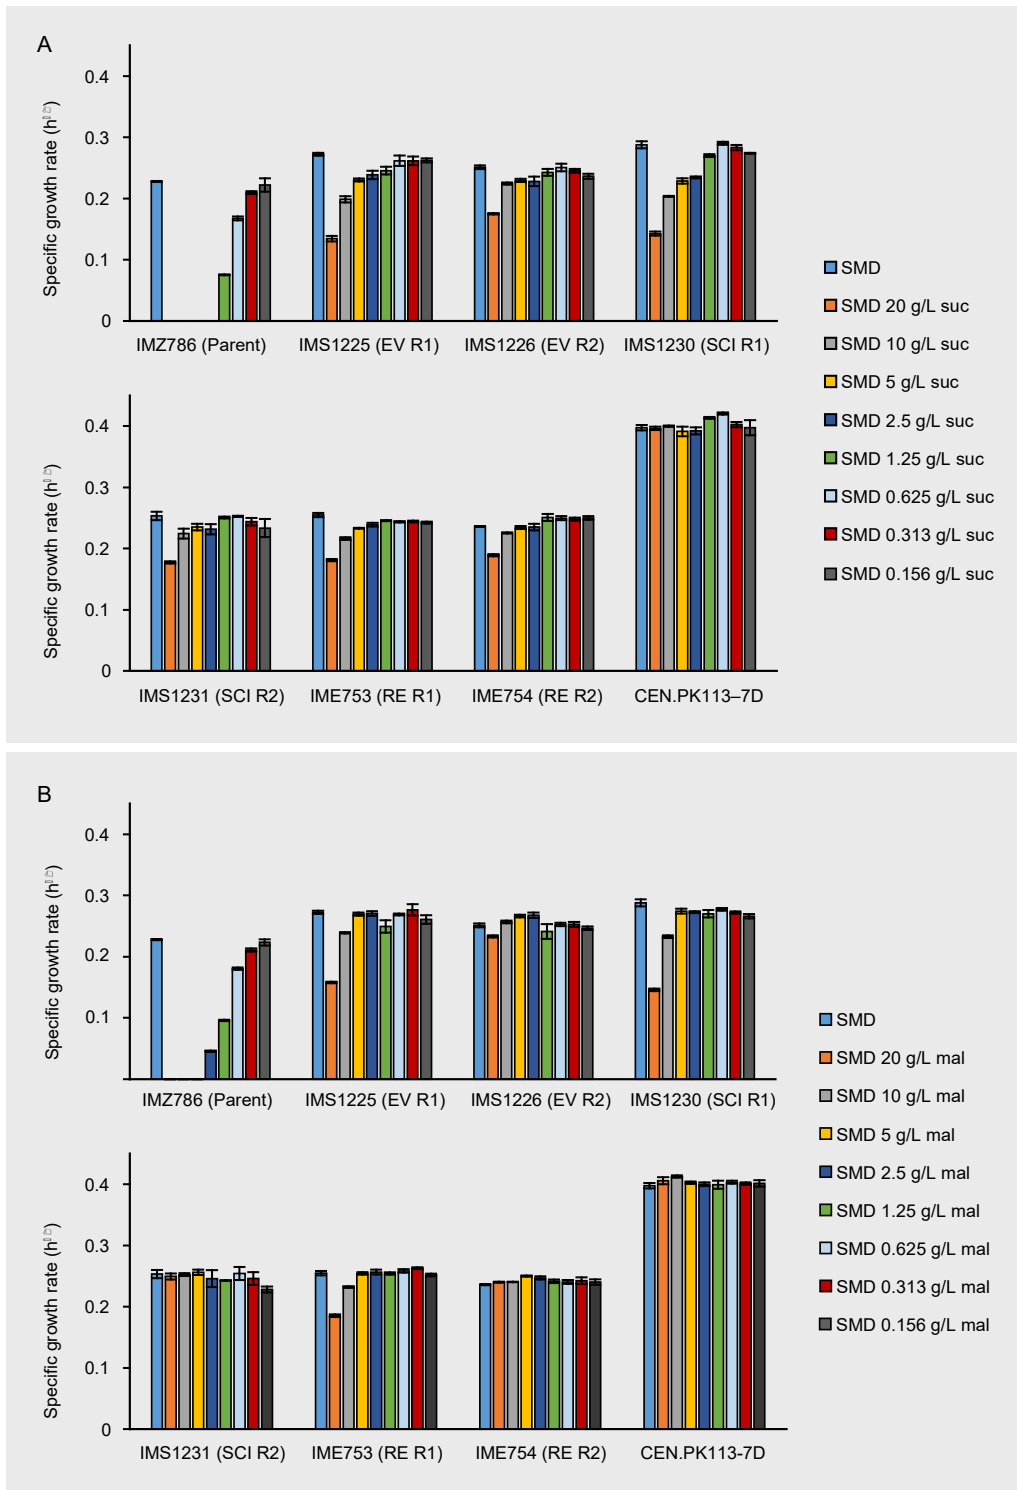 A
Specific growth rate (h
0.4
0.3
0.2
0.1
0
IMZ786 (Parent) IMS1225 (EV R1) IMS1226 (EV R2) IMS1230 (SCI R1)
Specific growth rate (h
0.4
0.3
0.2
0.1
0
IMS1231 (SCI R2) IME753 (RE R1) IME754 (RE R2) CEN.PK113–7D
SMD
SMD 20 g/L suc
SMD 10 g/L suc
SMD 5 g/L suc
SMD 2.5 g/L suc
SMD 1.25 g/L suc
SMD 0.625 g/L suc
SMD 0.313 g/L suc
SMD 0.156 g/L suc
B
Specific growth rate (h
0.4
0.3
0.2
0.1
IMZ786 (Parent) IMS1225 (EV R1) IMS1226 (EV R2) IMS1230 (SCI R1)
Specific growth rate (h
0.4
0.3
0.2
0.1
0
IMS1231 (SCI R2) IME753 (RE R1) IME754 (RE R2) CEN.PK113-7D
SMD
SMD 20 g/L mal
SMD 10 g/L mal
SMD 5 g/L mal
SMD 2.5 g/L mal
SMD 1.25 g/L mal
SMD 0.625 g/L mal
SMD 0.313 g/L mal
SMD 0.156 g/L mal